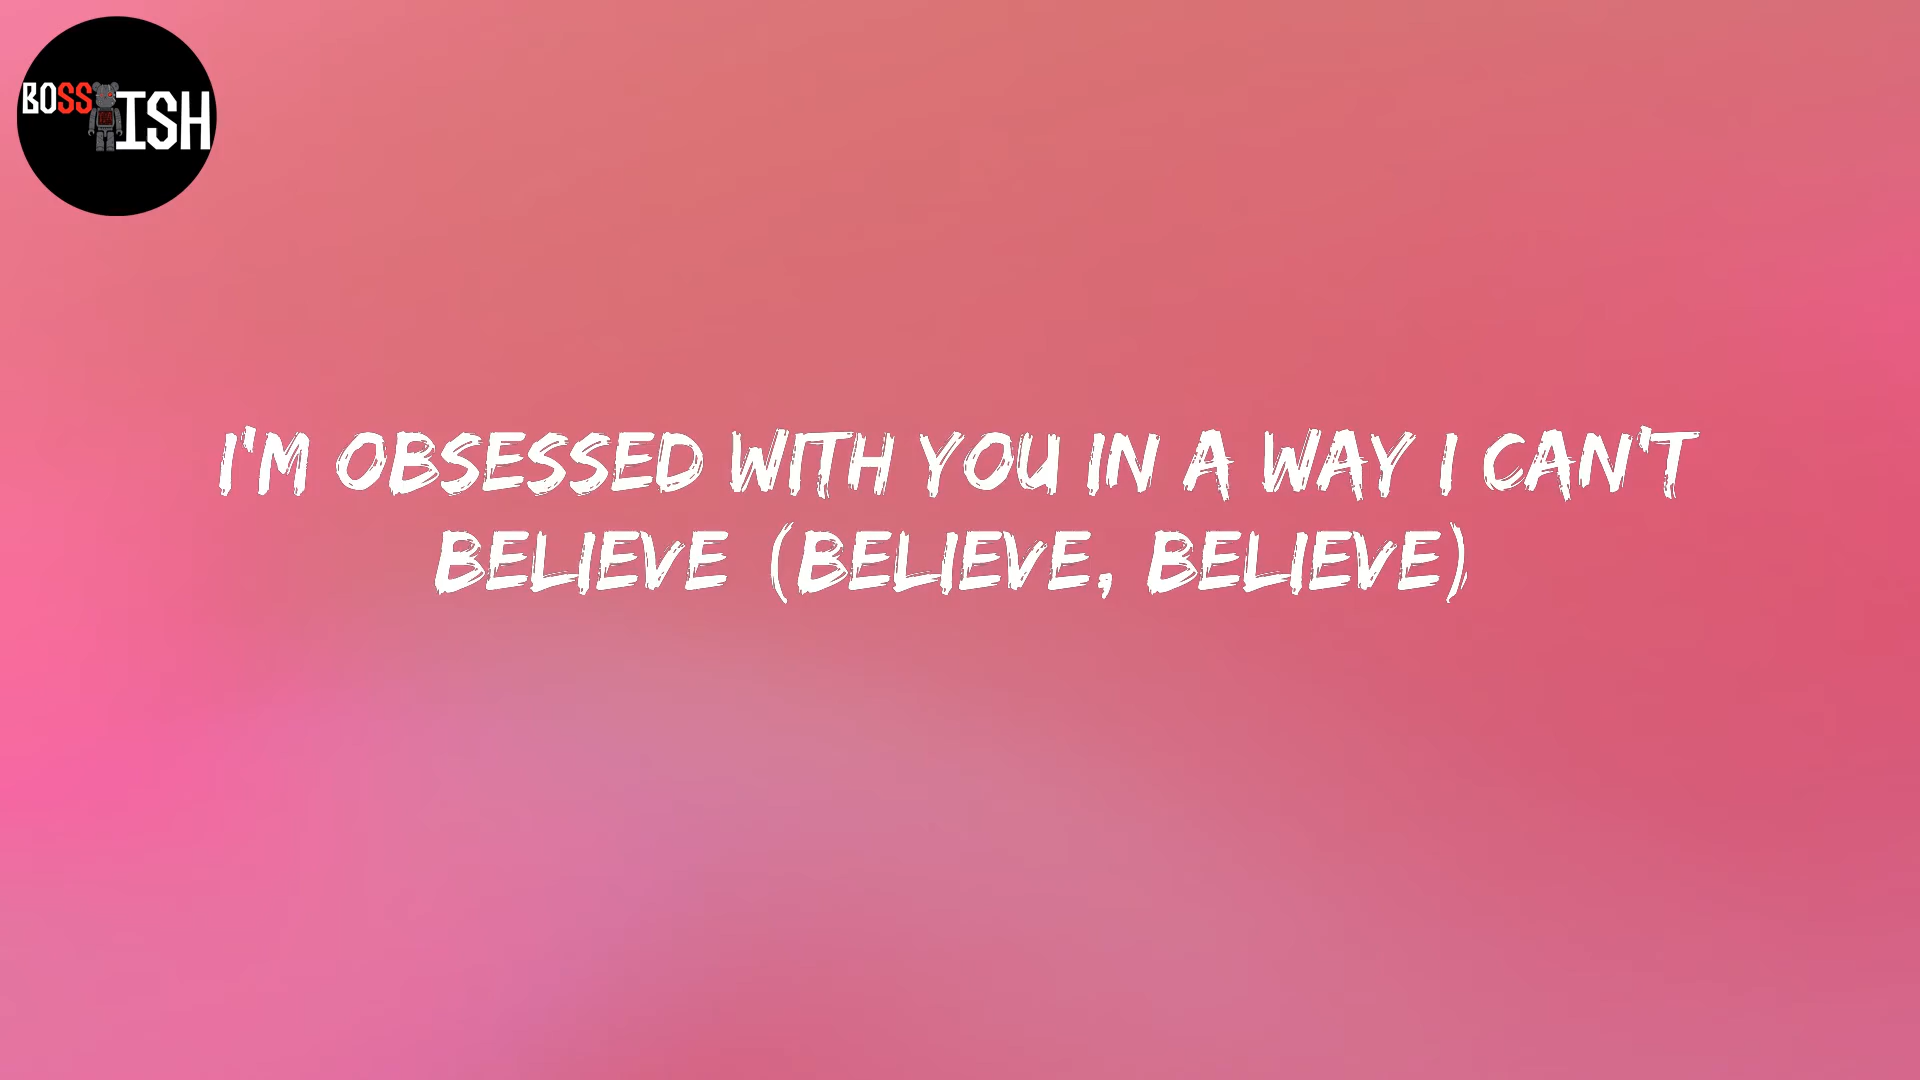 BOSS ISH
I'M OBSESSED WITH YOU IN A WAY I CAN'T
BELIEVE (BELIEVE, BELIEVE)